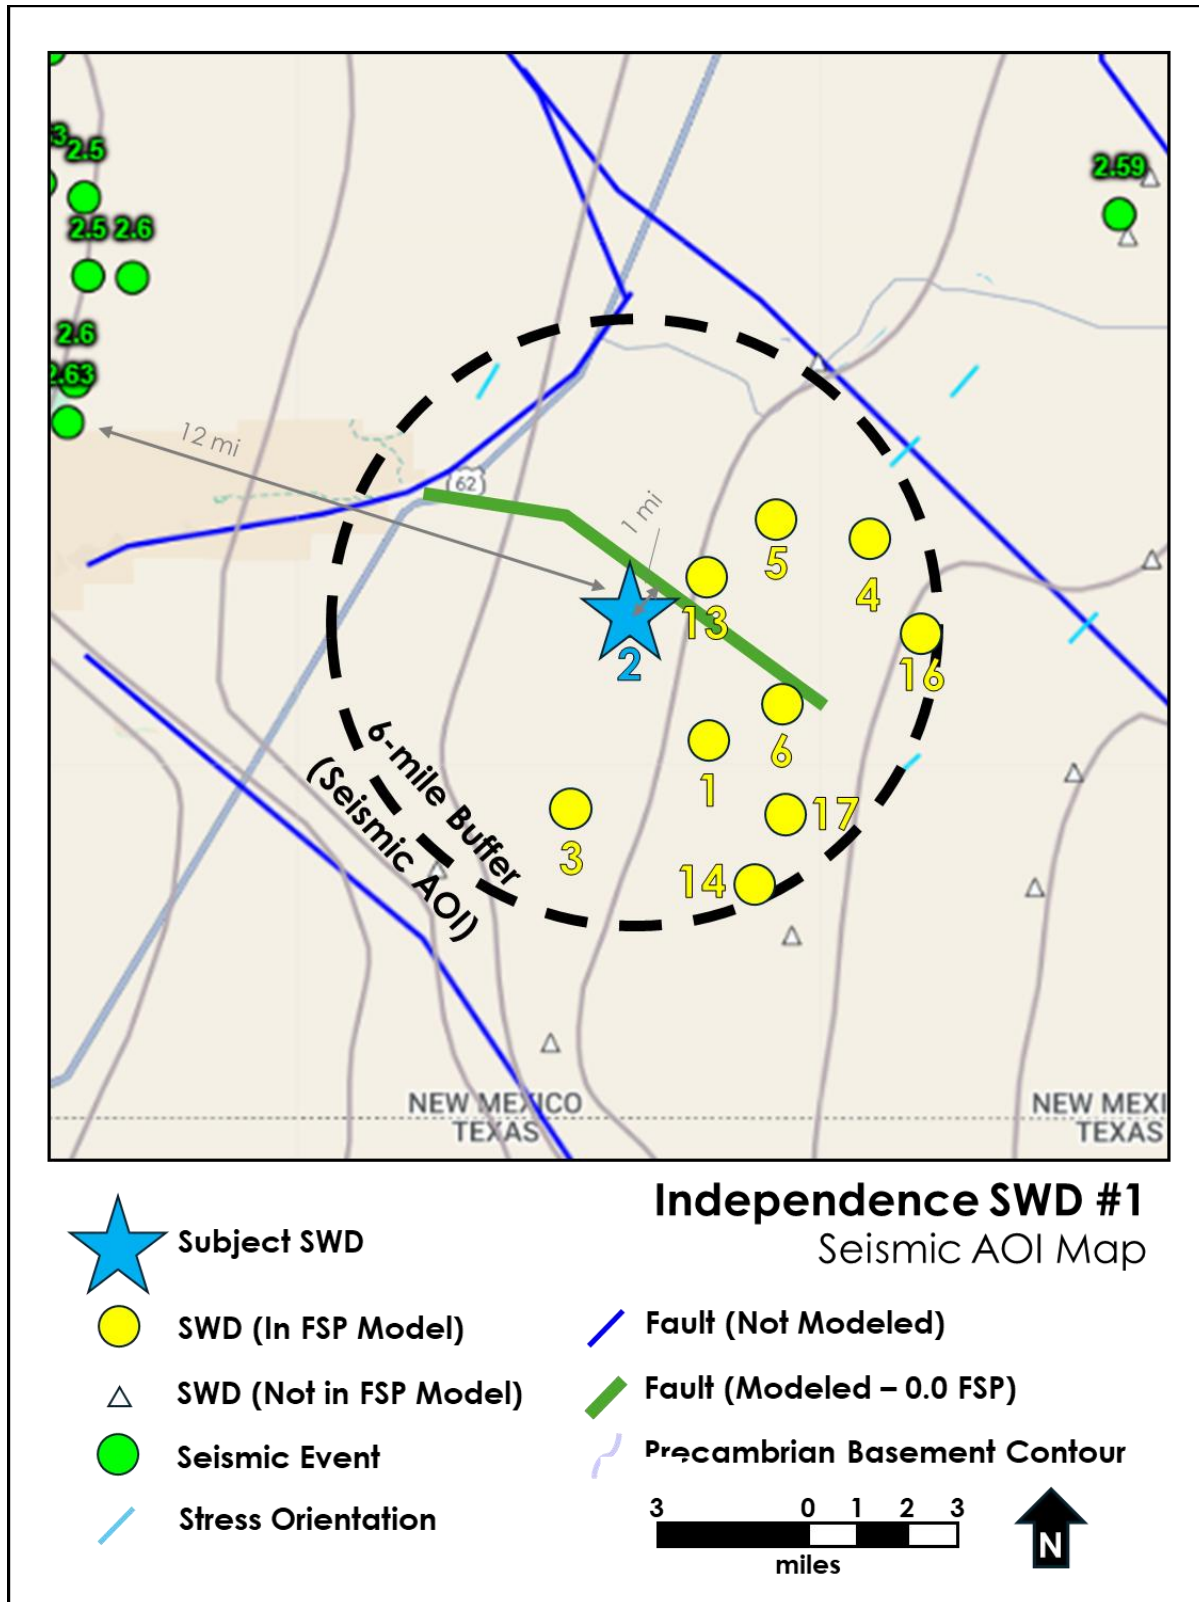 2.5
2.59
2.5 2.6
2.6
2.63
12 mi
62
1 mi
5
4
13
2
16
6
1
17
3
14
6-mile Buffer
(Seismic AOI)
NEW MEXICO
TEXAS
NEW MEXI
TEXAS
Independence SWD #1
Seismic AOI Map
Subject SWD
SWD (In FSP Model)
SWD (Not in FSP Model)
Seismic Event
Stress Orientation
Fault (Not Modeled)
Fault (Modeled – 0.0 FSP)
Precambrian Basement Contour
3 0 1 2 3
miles
N